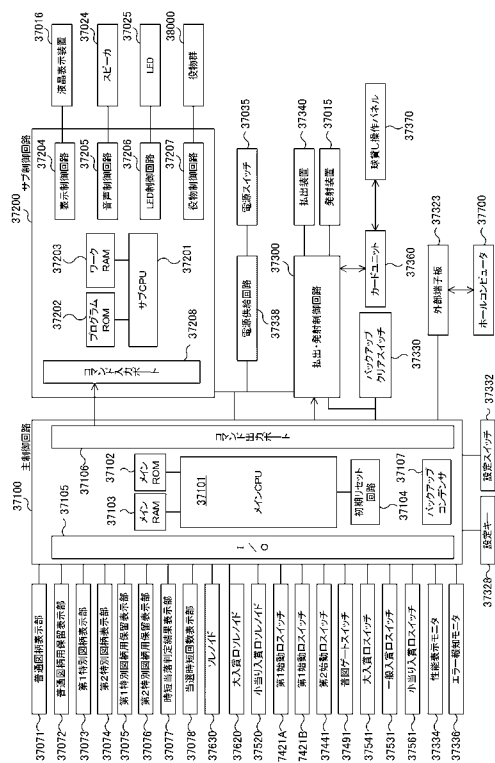 37100
主制御回路
37105
I/O
37106
コマンド出力ポート
37103
メインRAM
37102
メインROM
37101
メインCPU
初期リセット回路
37104
37107
バックアップコンデンサ
37071
普通図柄表示部
37072
普通図柄用保留表示部
37073
第1特別図柄表示部
37074
第2特別図柄表示部
37075
第1特別図柄用保留表示部
37076
第2特別図柄用保留表示部
37077
時短当落判定結果表示部
37078
当選時短回数表示部
37630
ソレノイド
37620
大入賞口ソレノイド
37520
小当り入賞口ソレノイド
7421A
第1始動口スイッチ
7421B
第1始動口スイッチ
37441
第2始動口スイッチ
37491
普図ゲートスイッチ
37541
大入賞口スイッチ
37531
一般入賞口スイッチ
37561
小当り入賞口スイッチ
37334
性能表示モニタ
37336
エラー報知モニタ
37328
設定キー
37332
設定スイッチ
37200
サブ制御回路
37208
コマンド入力ポート
37202
プログラムROM
37203
ワークRAM
サブCPU
37201
37204
表示制御回路
37205
音声制御回路
37206
LED制御回路
37207
役物制御回路
37016
液晶表示装置
37024
スピーカ
37025
LED
38000
役物群
電源供給回路
37338
電源スイッチ
37035
37300
払出・発射制御回路
払出装置
37340
発射装置
37015
バックアップクリアスイッチ
37330
カードユニット
37360
球貸し操作パネル
37370
外部端子板
37323
ホールコンピュータ
37700